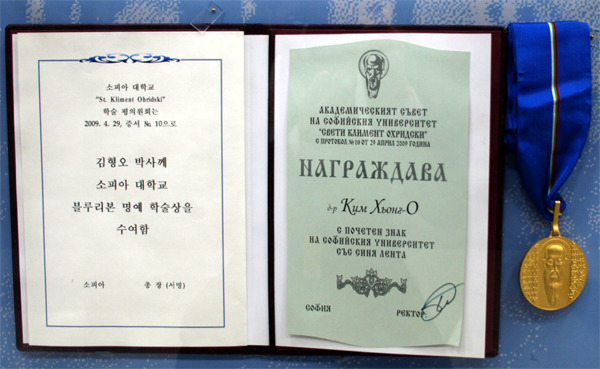 소피아 대학교
"St. Kliment Ohridski"
학술 평의원회는
2009. 4. 29, 증서 № 10으로
김형오 박사께
소피아 대학교
블루리본 명예 학술상을
수여함
소피아 총 장 (서명)
АКАДЕМИЧЕСКИЯТ СЪВЕТ
НА СОФИЙСКИЯ УНИВЕРСИТЕТ
"СВЕТИ КЛИМЕНТ ОХРИДСКИ"
С ПРОТОКОЛ №10 ОТ 29 АПРИЛ 2009 ГОДИНА
НАГРАЖДАВА
д-р Ким Хьонг-О
С ПОЧЕТЕН ЗНАК
НА СОФИЙСКИЯ УНИВЕРСИТЕТ
СЪС СИНЯ ЛЕНТА
СОФИЯ РЕКТОР